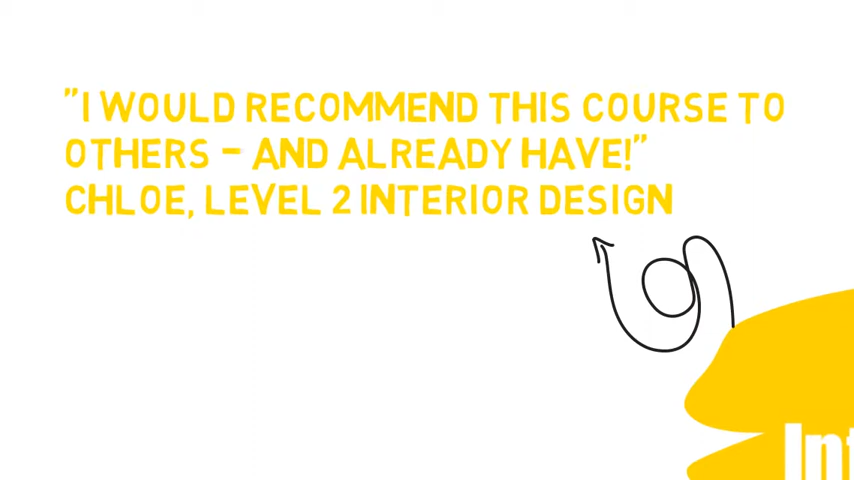 "I WOULD RECOMMEND THIS COURSE TO
OTHERS – AND ALREADY HAVE!"
CHLOE, LEVEL 2 INTERIOR DESIGN